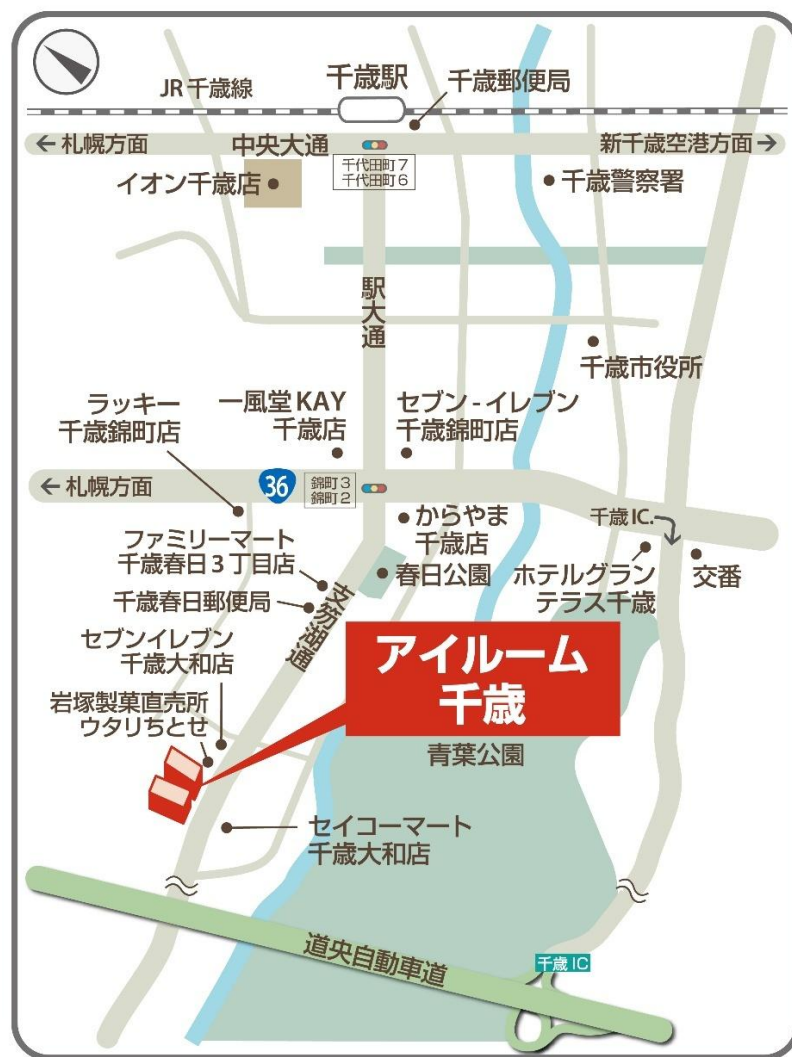 JR 千歳線
千歳駅
千歳郵便局
← 札幌方面
中央大通
新千歳空港方面 →
千代田町7
千代田町6
イオン千歳店
千歳警察署
駅大通
千歳市役所
ラッキー
千歳錦町店
一風堂 KAY
千歳店
セブン-イレブン
千歳錦町店
← 札幌方面
36
錦町3
錦町2
からやま
千歳店
千歳 IC.
ファミリーマート
千歳春日3丁目店
春日公園
ホテルグラン
テラス千歳
交番
千歳春日郵便局
支笏湖通
セブンイレブン
千歳大和店
アイルーム
千歳
岩塚製菓直売所
ウタリちとせ
青葉公園
セイコーマート
千歳大和店
道央自動車道
千歳 IC